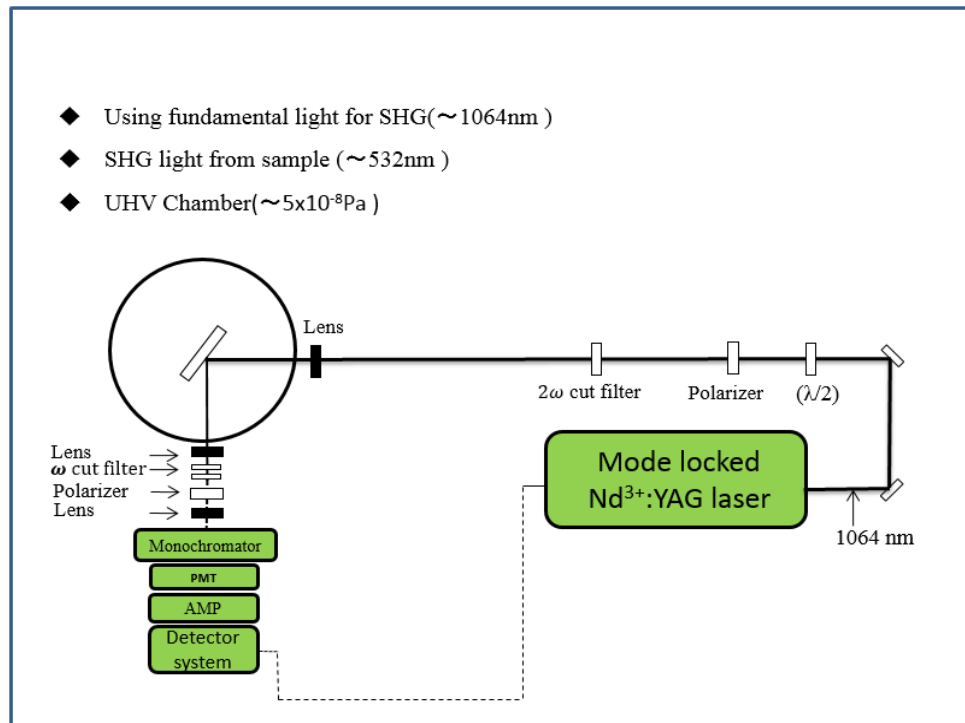 ◆ Using fundamental light for SHG(～1064nm )
◆ SHG light from sample (～532nm )
◆ UHV Chamber(～5x10⁻⁸Pa )
Lens
2ω cut filter
Polarizer
(λ/2)
Lens
ω cut filter
Polarizer
Lens
Mode locked
Nd³⁺:YAG laser
1064 nm
Monochromator
PMT
AMP
Detector
system